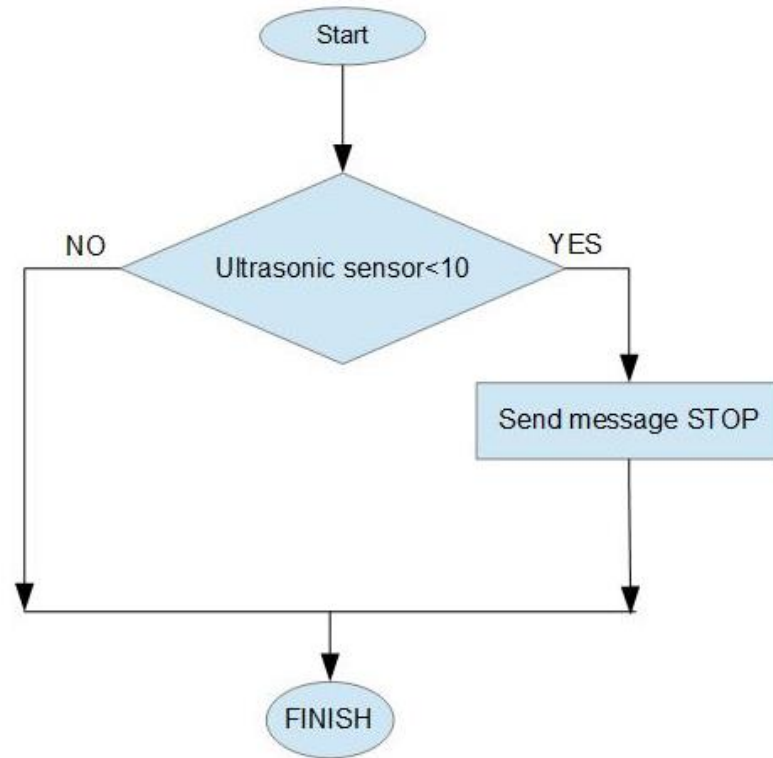 Start
NO
YES
Ultrasonic sensor<10
Send message STOP
FINISH